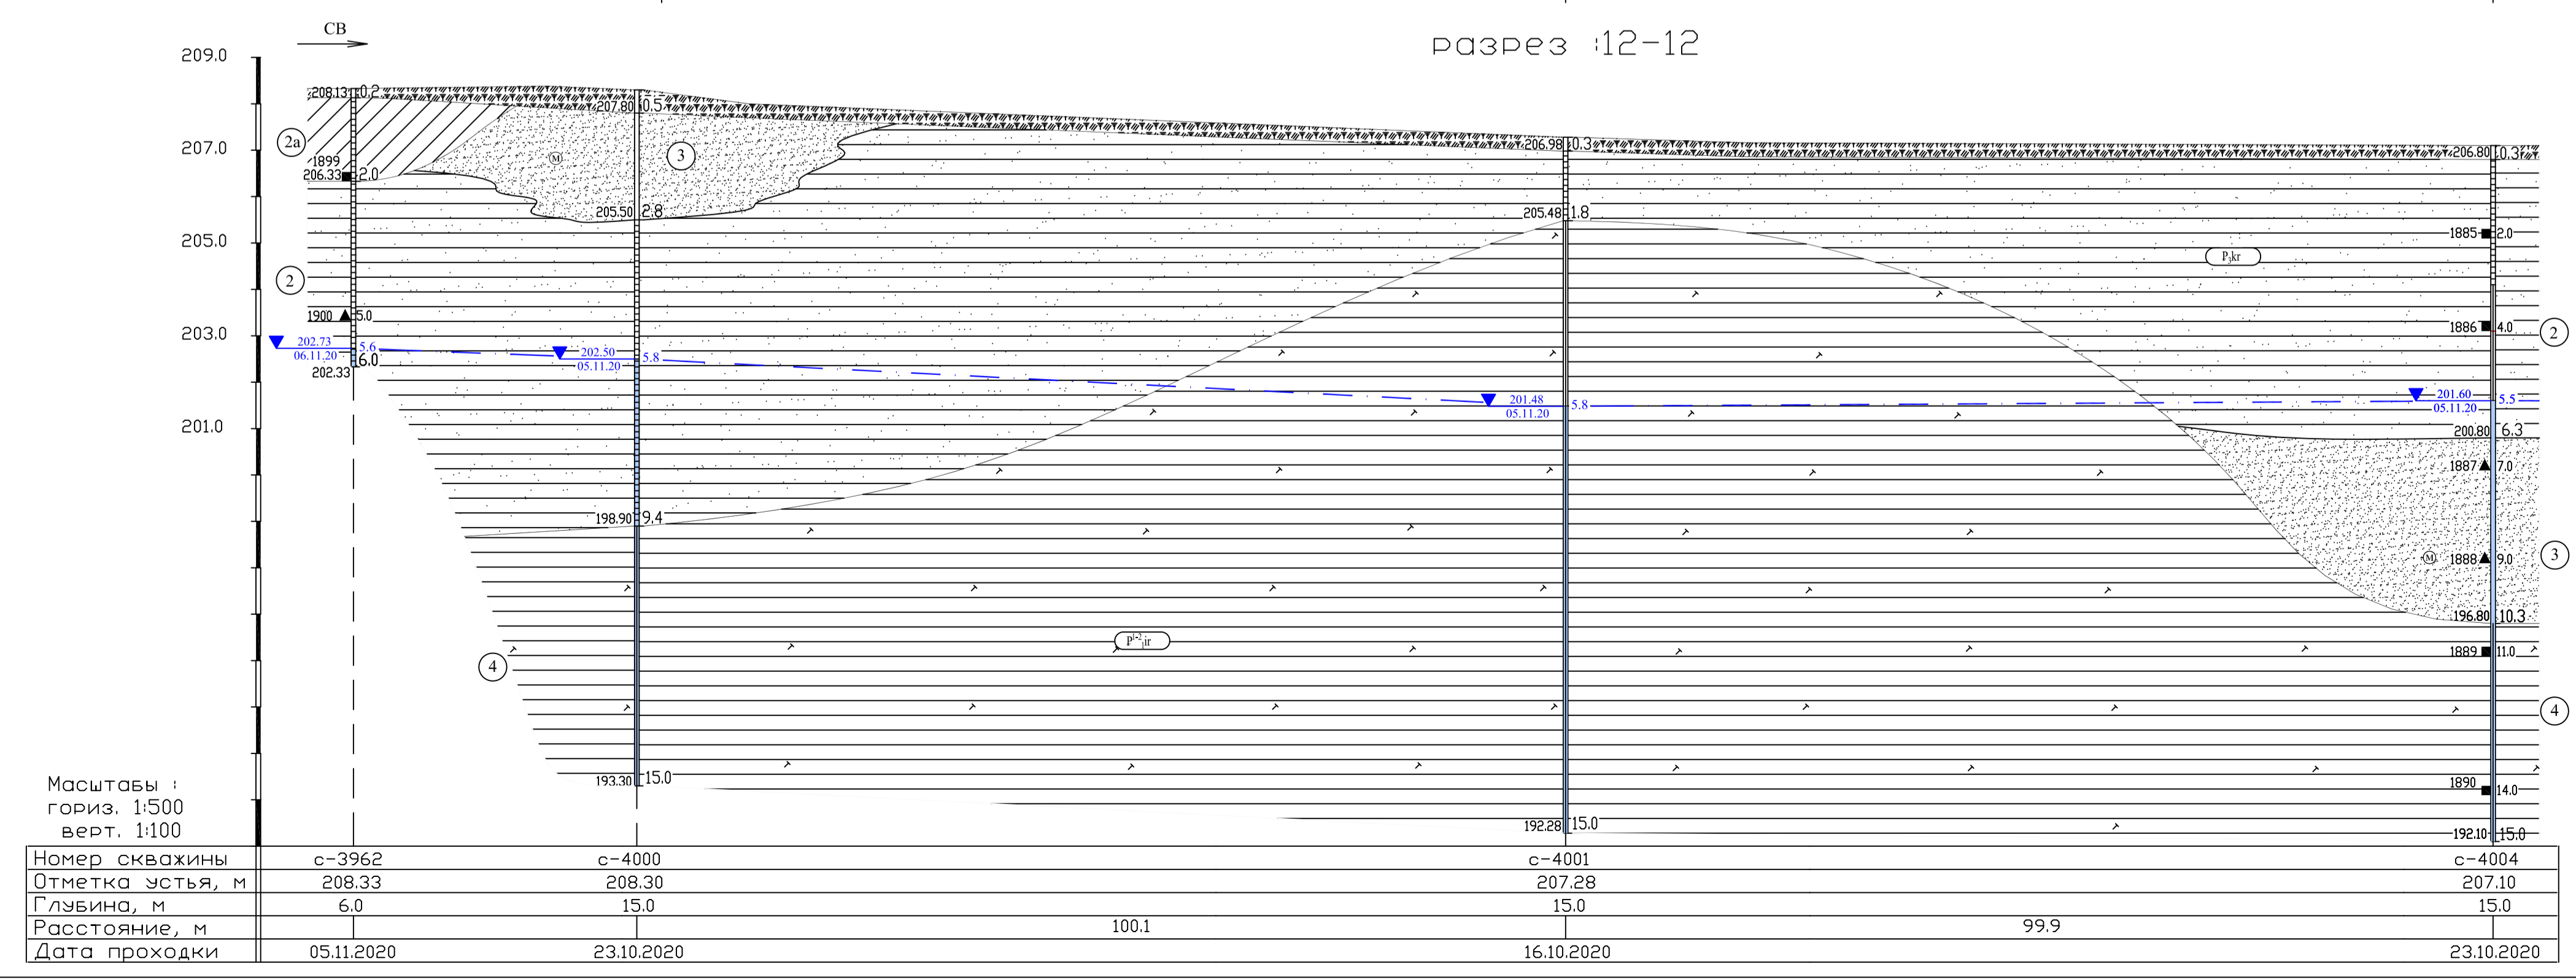 СВ
разрез :12-12
209.0
207.0
205.0
203.0
201.0
208.13 0.2
207.80 0.5
206.98 0.3
206.80 0.3
2а
3
М
1899
206.33 2.0
205.50 2.8
205.48 1.8
1885 2.0
P3kr
2
1900 5.0
1886 4.0
2
202.73 5.6
06.11.20 6.0
202.33
202.50 5.8
05.11.20
201.48 5.8
05.11.20
201.60 5.5
05.11.20
200.80 6.3
1887 7.0
198.90 9.4
М
1888 9.0
3
196.80 10.3
P1-2 1ir
1889 11.0
4
4
193.30 15.0
1890
14.0
192.28 15.0
192.10 15.0
Масштабы :
гориз. 1:500
верт. 1:100
Номер скважины с-3962 с-4000 с-4001 с-4004
Отметка устья, м 208.33 208.30 207.28 207.10
Глубина, м 6.0 15.0 15.0 15.0
Расстояние, м 100.1 99.9
Дата проходки 05.11.2020 23.10.2020 16.10.2020 23.10.2020